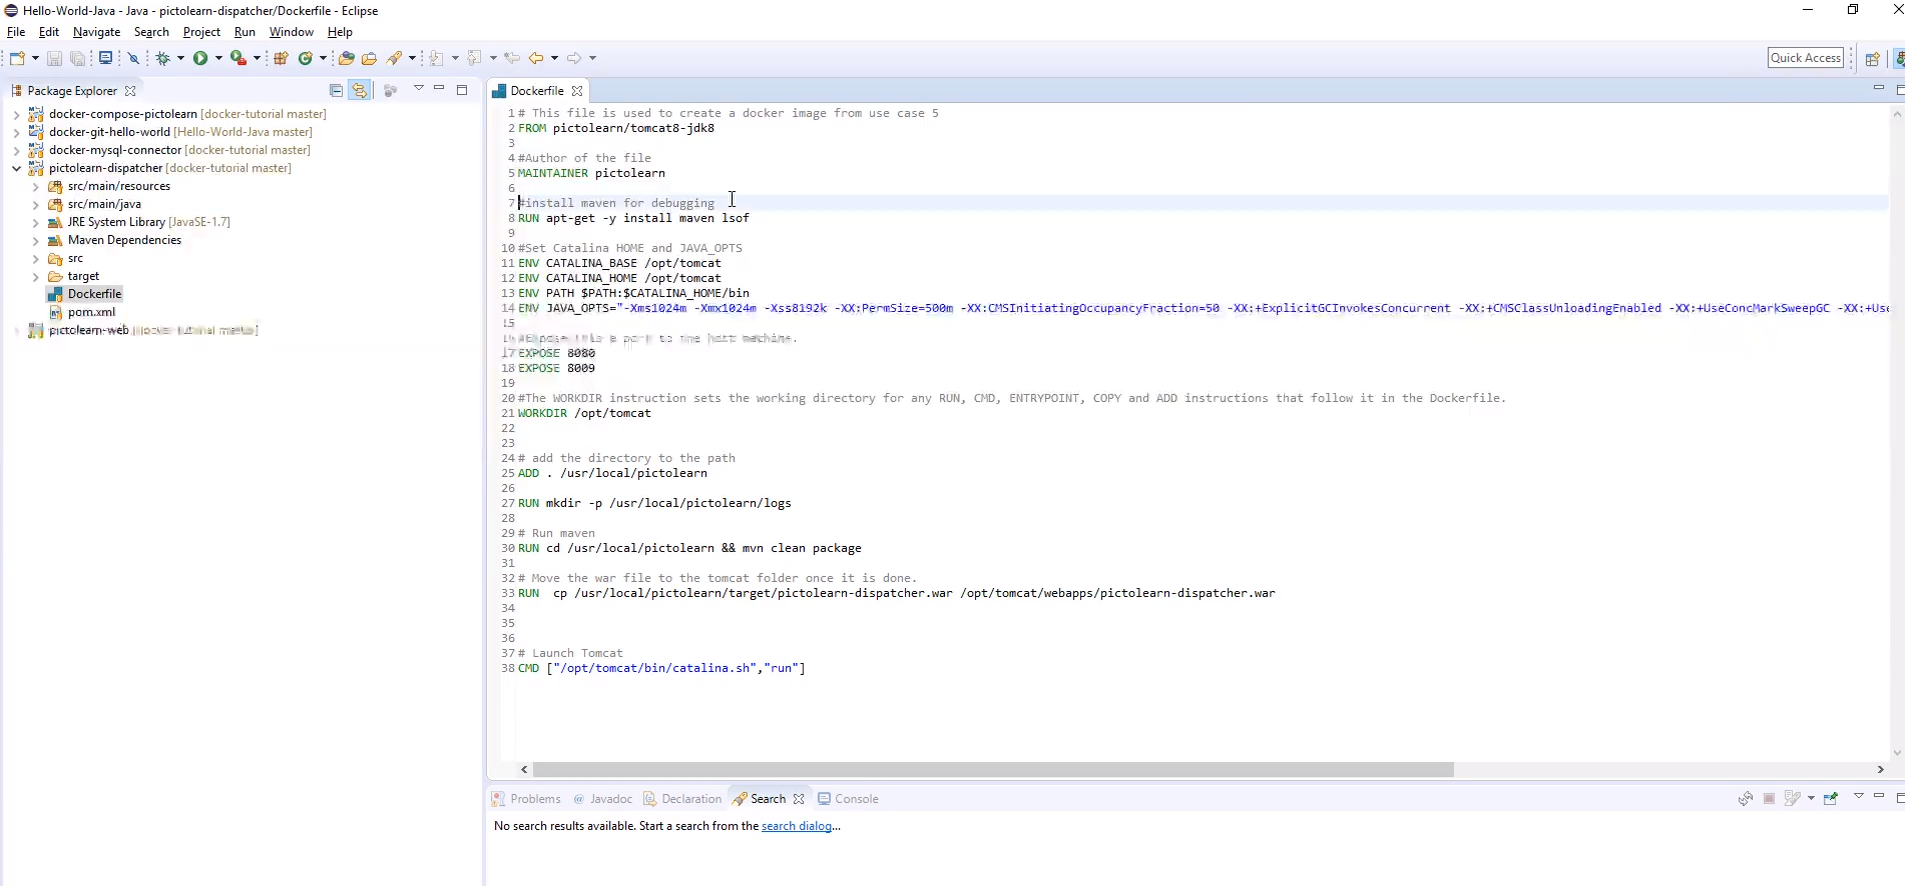 Hello-World-Java - Java - pictolearn-dispatcher/Dockerfile - Eclipse
File Edit Navigate Search Project Run Window Help
Quick Access
Package Explorer
docker-compose-pictolearn [docker-tutorial master]
docker-git-hello-world [Hello-World-Java master]
docker-mysql-connector [docker-tutorial master]
pictolearn-dispatcher [docker-tutorial master]
src/main/resources
src/main/java
JRE System Library [JavaSE-1.7]
Maven Dependencies
src
target
Dockerfile
pom.xml
pictolearn-web [docker-tutorial master]
Dockerfile
1 # This file is used to create a docker image from use case 5
2 FROM pictolearn/tomcat8-jdk8
3
4 #Author of the file
5 MAINTAINER pictolearn
6
7 #install maven for debugging
8 RUN apt-get -y install maven lsof
9
10 #Set Catalina HOME and JAVA_OPTS
11 ENV CATALINA_BASE /opt/tomcat
12 ENV CATALINA_HOME /opt/tomcat
13 ENV PATH $PATH:$CATALINA_HOME/bin
14 ENV JAVA_OPTS="-Xms1024m -Xmx1024m -Xss8192k -XX:PermSize=500m -XX:CMSInitiatingOccupancyFraction=50 -XX:+ExplicitGCInvokesConcurrent -XX:+CMSClassUnloadingEnabled -XX:+UseConcMarkSweepGC -XX:+Use
15
16 to the host machine.
17 EXPOSE 8080
18 EXPOSE 8009
19
20 #The WORKDIR instruction sets the working directory for any RUN, CMD, ENTRYPOINT, COPY and ADD instructions that follow it in the Dockerfile.
21 WORKDIR /opt/tomcat
22
23
24 # add the directory to the path
25 ADD . /usr/local/pictolearn
26
27 RUN mkdir -p /usr/local/pictolearn/logs
28
29 # Run maven
30 RUN cd /usr/local/pictolearn && mvn clean package
31
32 # Move the war file to the tomcat folder once it is done.
33 RUN  cp /usr/local/pictolearn/target/pictolearn-dispatcher.war /opt/tomcat/webapps/pictolearn-dispatcher.war
34
35
36
37 # Launch Tomcat
38 CMD ["/opt/tomcat/bin/catalina.sh","run"]
Problems @ Javadoc Declaration Search Console
No search results available. Start a search from the search dialog...